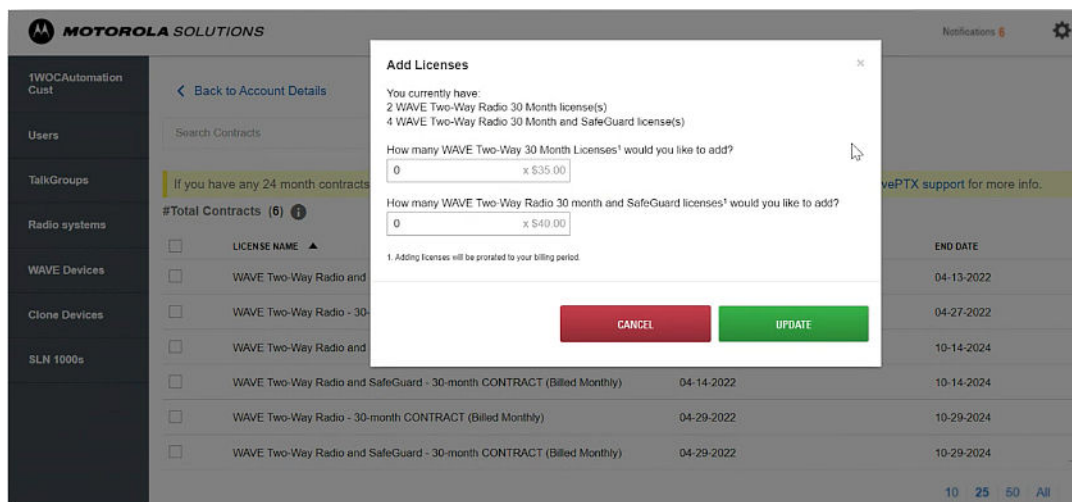 MOTOROLA SOLUTIONS
Notifications 6
1WOCAutomation
Cust
Users
TalkGroups
Radio systems
WAVE Devices
Clone Devices
SLN 1000s
Back to Account Details
Search Contracts
If you have any 24 month contracts
vePTX support for more info.
#Total Contracts (6)
LICENSE NAME
END DATE
WAVE Two-Way Radio and
04-13-2022
WAVE Two-Way Radio - 30-
04-27-2022
WAVE Two-Way Radio and
10-14-2024
WAVE Two-Way Radio and SafeGuard - 30-month CONTRACT (Billed Monthly) 04-14-2022 10-14-2024
WAVE Two-Way Radio - 30-month CONTRACT (Billed Monthly) 04-29-2022 10-29-2024
WAVE Two-Way Radio and SafeGuard - 30-month CONTRACT (Billed Monthly) 04-29-2022 10-29-2024
10 25 50 All
Add Licenses
×
You currently have:
2 WAVE Two-Way Radio 30 Month license(s)
4 WAVE Two-Way Radio 30 Month and SafeGuard license(s)
How many WAVE Two-Way 30 Month Licenses¹ would you like to add?
0 x $35.00
How many WAVE Two-Way Radio 30 month and SafeGuard licenses¹ would you like to add?
0 x $40.00
1. Adding licenses will be prorated to your billing period.
CANCEL
UPDATE